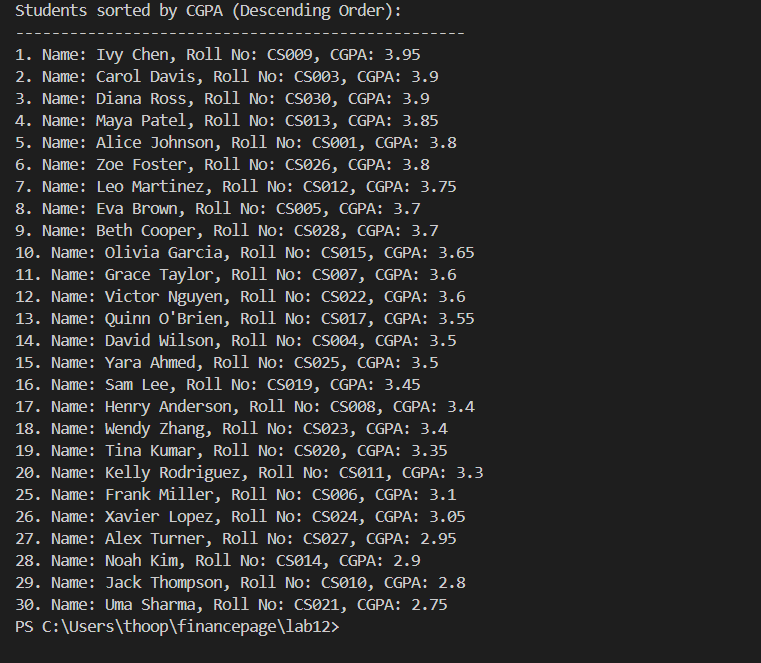 Students sorted by CGPA (Descending Order):
--------------------------------------------------
1. Name: Ivy Chen, Roll No: CS009, CGPA: 3.95
2. Name: Carol Davis, Roll No: CS003, CGPA: 3.9
3. Name: Diana Ross, Roll No: CS030, CGPA: 3.9
4. Name: Maya Patel, Roll No: CS013, CGPA: 3.85
5. Name: Alice Johnson, Roll No: CS001, CGPA: 3.8
6. Name: Zoe Foster, Roll No: CS026, CGPA: 3.8
7. Name: Leo Martinez, Roll No: CS012, CGPA: 3.75
8. Name: Eva Brown, Roll No: CS005, CGPA: 3.7
9. Name: Beth Cooper, Roll No: CS028, CGPA: 3.7
10. Name: Olivia Garcia, Roll No: CS015, CGPA: 3.65
11. Name: Grace Taylor, Roll No: CS007, CGPA: 3.6
12. Name: Victor Nguyen, Roll No: CS022, CGPA: 3.6
13. Name: Quinn O'Brien, Roll No: CS017, CGPA: 3.55
14. Name: David Wilson, Roll No: CS004, CGPA: 3.5
15. Name: Yara Ahmed, Roll No: CS025, CGPA: 3.5
16. Name: Sam Lee, Roll No: CS019, CGPA: 3.45
17. Name: Henry Anderson, Roll No: CS008, CGPA: 3.4
18. Name: Wendy Zhang, Roll No: CS023, CGPA: 3.4
19. Name: Tina Kumar, Roll No: CS020, CGPA: 3.35
20. Name: Kelly Rodriguez, Roll No: CS011, CGPA: 3.3
25. Name: Frank Miller, Roll No: CS006, CGPA: 3.1
26. Name: Xavier Lopez, Roll No: CS024, CGPA: 3.05
27. Name: Alex Turner, Roll No: CS027, CGPA: 2.95
28. Name: Noah Kim, Roll No: CS014, CGPA: 2.9
29. Name: Jack Thompson, Roll No: CS010, CGPA: 2.8
30. Name: Uma Sharma, Roll No: CS021, CGPA: 2.75
PS C:\Users\thoop\financepage\lab12>